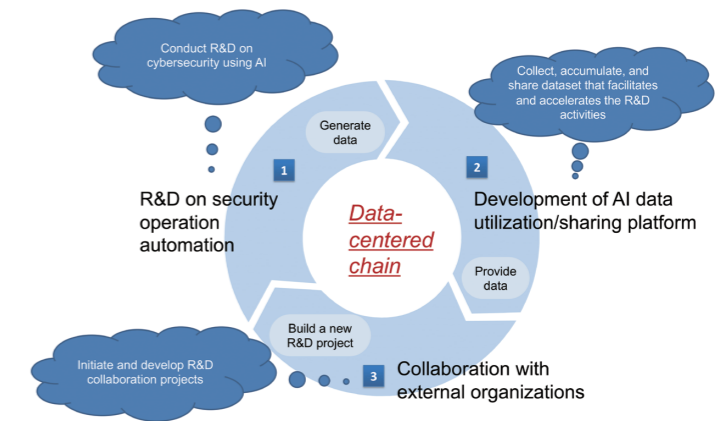 Conduct R&D on
cybersecurity using AI
Collect, accumulate, and
share dataset that facilitates
and accelerates the R&D
activities
Generate
data
1
2
R&D on security
operation
automation
Data-
centered
chain
Development of AI data
utilization/sharing platform
Provide
data
Build a new
R&D project
Initiate and develop R&D
collaboration projects
3
Collaboration with
external organizations